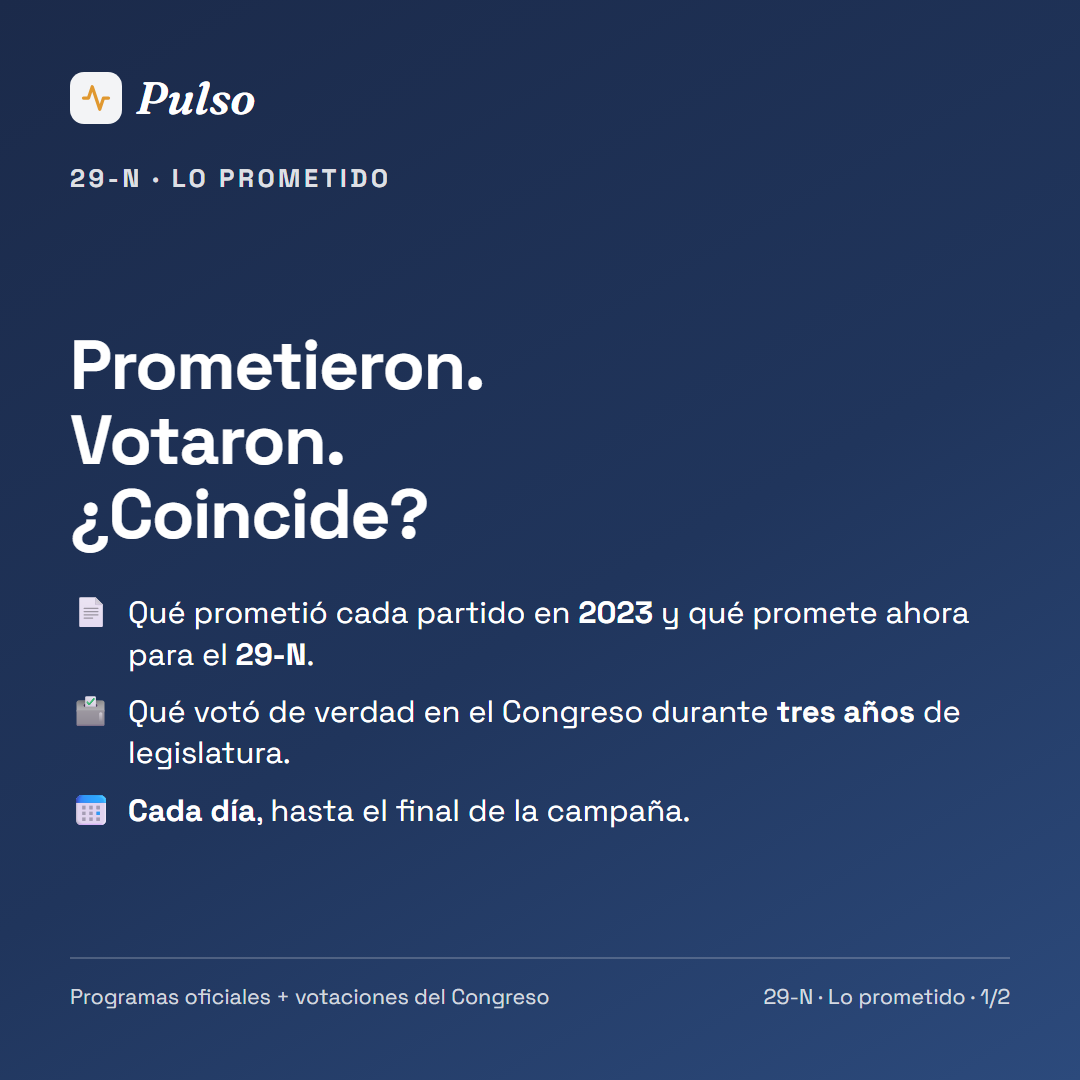 Pulso
29-N · LO PROMETIDO
Prometieron.
Votaron.
¿Coincide?
Qué prometió cada partido en 2023 y qué promete ahora
para el 29-N.
Qué votó de verdad en el Congreso durante tres años de
legislatura.
Cada día, hasta el final de la campaña.
Programas oficiales + votaciones del Congreso
29-N · Lo prometido · 1/2